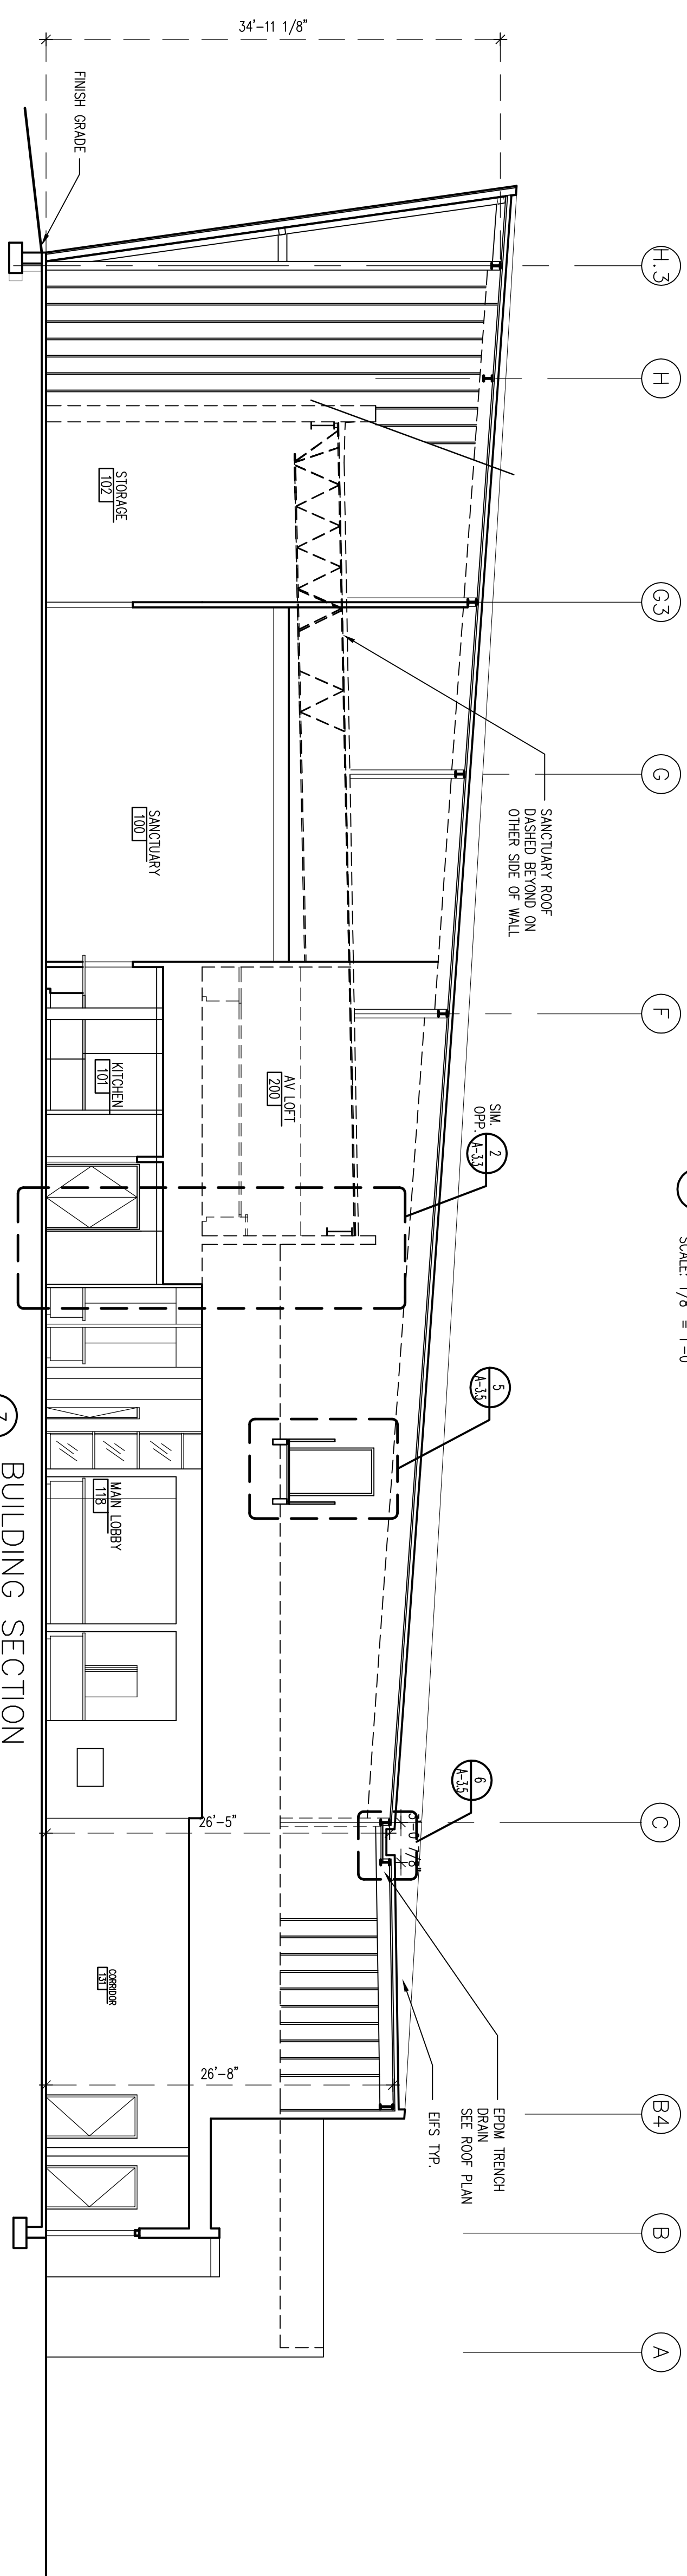 34'-11 1/8"
FINISH GRADE
H.3
H
G3
G
F
C
B4
B
A
STORAGE
102
SANCTUARY
100
SANCTUARY ROOF
DASHED BEYOND ON
OTHER SIDE OF WALL
KITCHEN
101
AV LOFT
200
SIM.
OPP.
2
A-3.3
5
A-3.5
6
A-3.5
MAIN LOBBY
118
26'-5"
CORRIDOR
131
26'-8"
EPDM TRENCH
DRAIN
SEE ROOF PLAN
EIFS TYP.
7
BUILDING SECTION